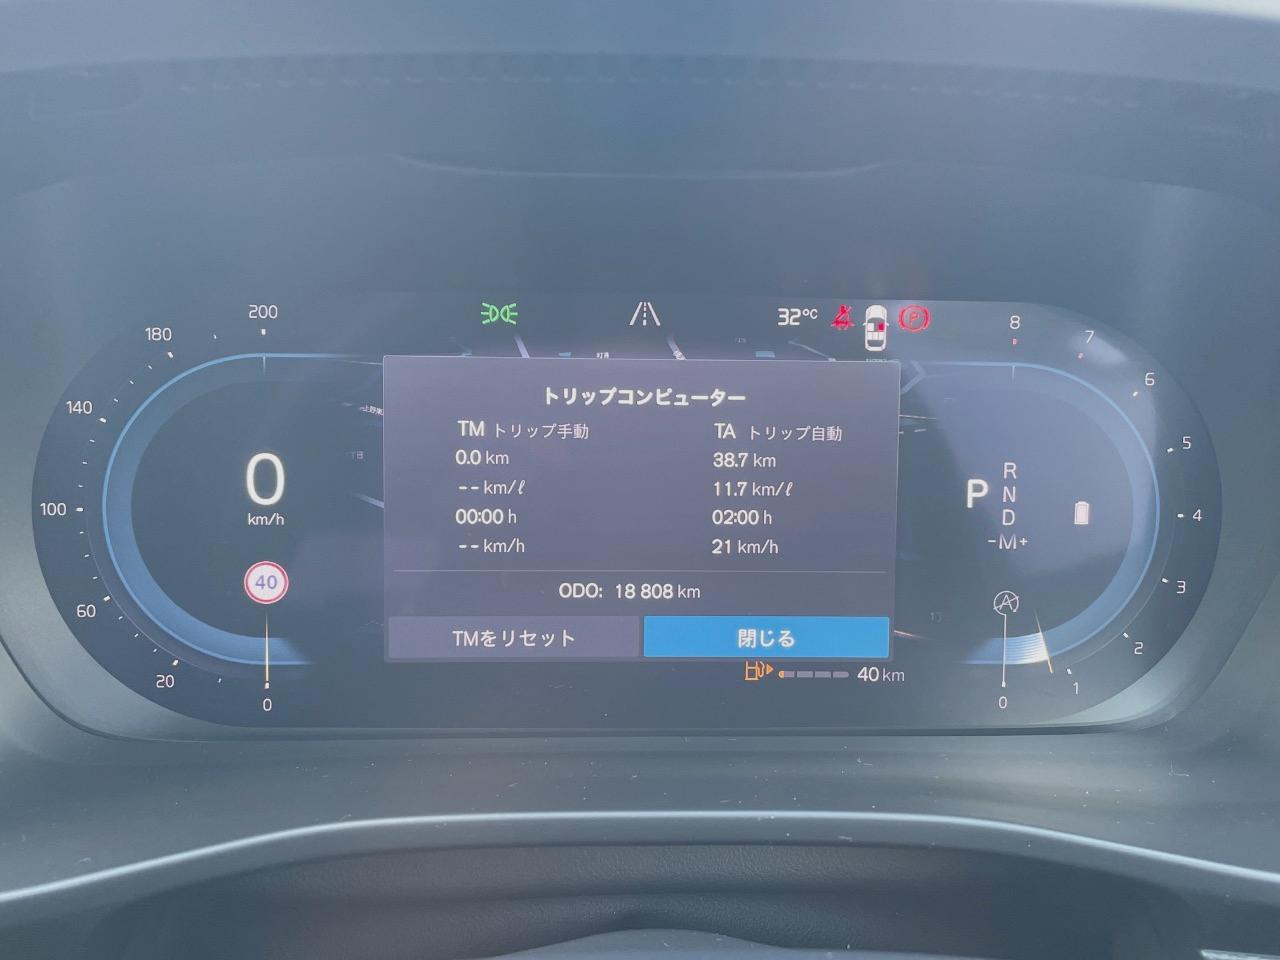 200
180
140
100
60
20
0
0
km/h
40
32°C
P
トリップコンピューター
TM トリップ手動
0.0 km
-- km/ℓ
00:00 h
-- km/h
TA トリップ自動
38.7 km
11.7 km/ℓ
02:00 h
21 km/h
ODO: 18 808 km
TMをリセット
閉じる
40 km
P
R
N
D
-M+
A
8
7
6
5
4
3
2
1
0